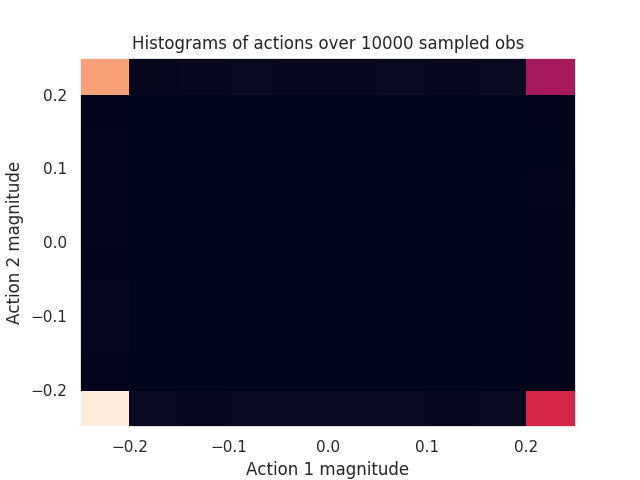 Histograms of actions over 10000 sampled obs
0.2
0.1
0.0
−0.1
−0.2
Action 2 magnitude
−0.2 −0.1 0.0 0.1 0.2
Action 1 magnitude